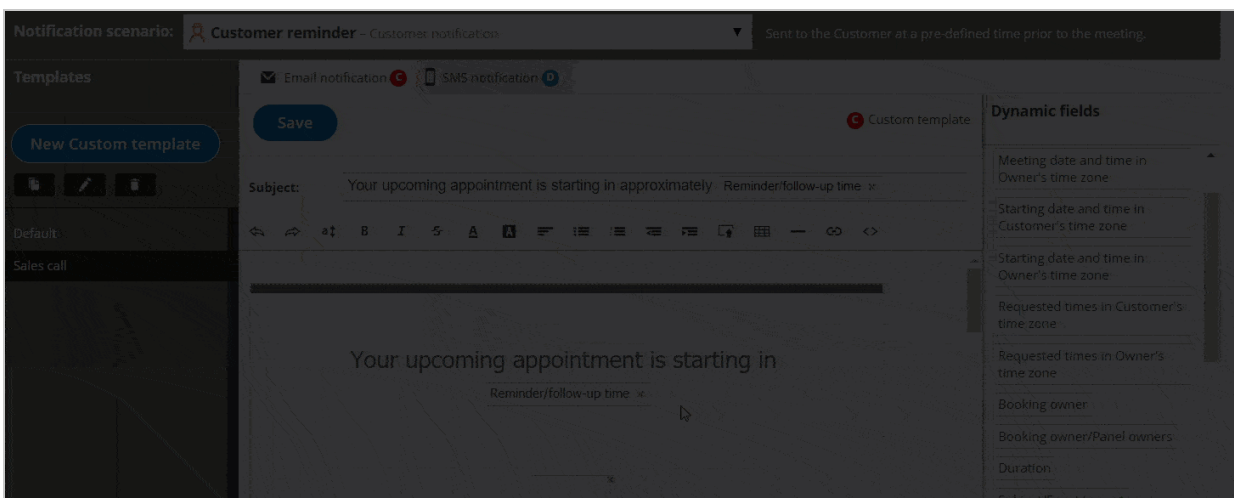 Notification scenario: Customer reminder – Customer notification ▼ Sent to the Customer at a pre-defined time prior to the meeting.
Templates
Email notification C SMS notification D
New Custom template
Save
C Custom template
Dynamic fields
Subject: Your upcoming appointment is starting in approximately Reminder/follow-up time ×
Default
Sales call
Your upcoming appointment is starting in
Reminder/follow-up time ×
Meeting date and time in
Owner's time zone
Starting date and time in
Customer's time zone
Starting date and time in
Owner's time zone
Requested times in Customer's
time zone
Requested times in Owner's
time zone
Booking owner
Booking owner/Panel owners
Duration